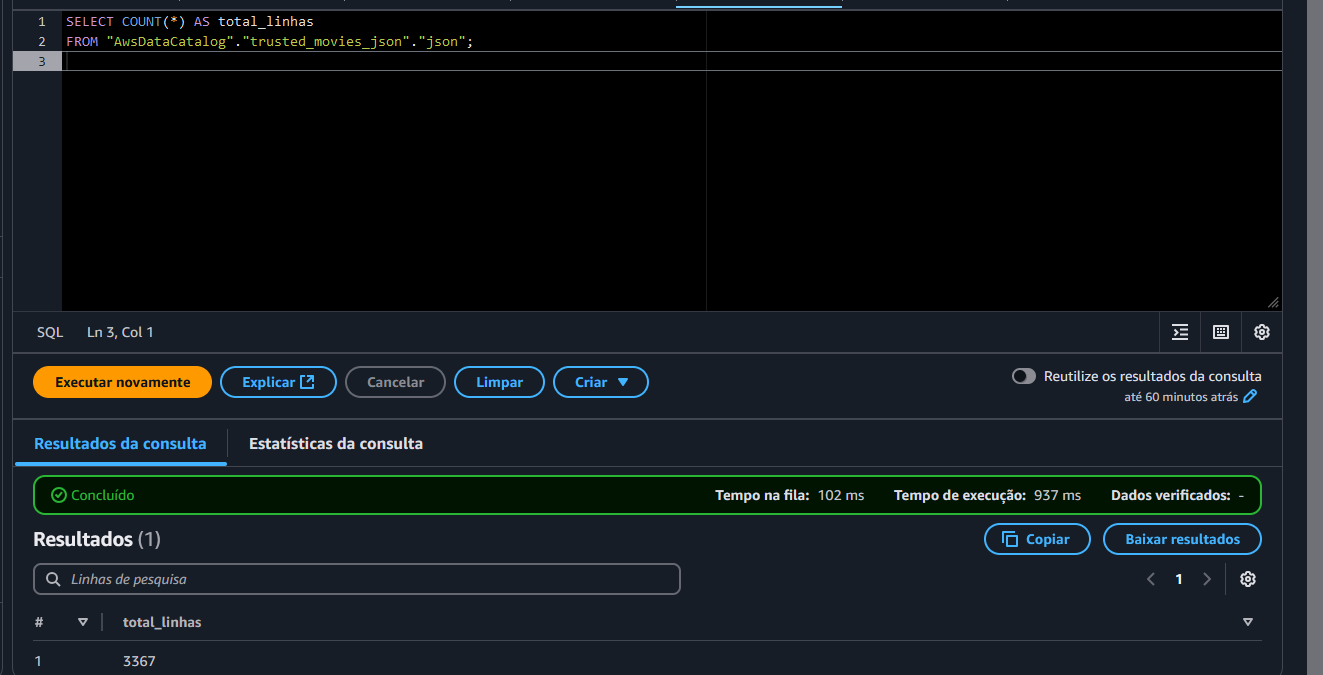 1 SELECT COUNT(*) AS total_linhas
2 FROM "AwsDataCatalog"."trusted_movies_json"."json";
3
SQL Ln 3, Col 1
Executar novamente Explicar Cancelar Limpar Criar
Reutilize os resultados da consulta
até 60 minutos atrás
Resultados da consulta Estatísticas da consulta
Concluído Tempo na fila: 102 ms Tempo de execução: 937 ms Dados verificados: -
Resultados (1) Copiar Baixar resultados
Linhas de pesquisa 1
# total_linhas
1 3367